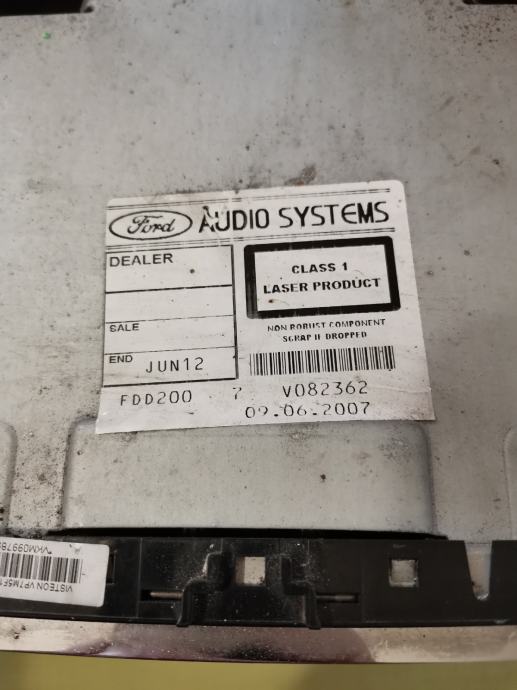 Ford AUDIO SYSTEMS
DEALER
CLASS 1
LASER PRODUCT
SALE
NON ROBUST COMPONENT
SCRAP IF DROPPED
END JUN12
FDD200 7 V082362
09.06.2007
VISTEON VP7M5F1